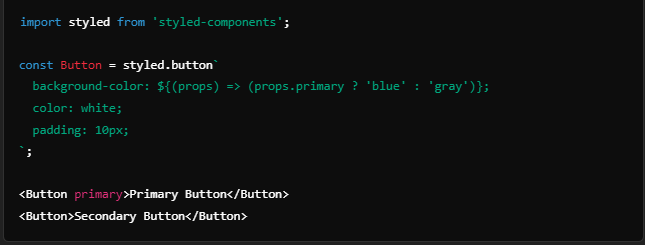 import styled from 'styled-components';
const Button = styled.button`
  background-color: ${(props) => (props.primary ? 'blue' : 'gray')};
  color: white;
  padding: 10px;
`;
<Button primary>Primary Button</Button>
<Button>Secondary Button</Button>